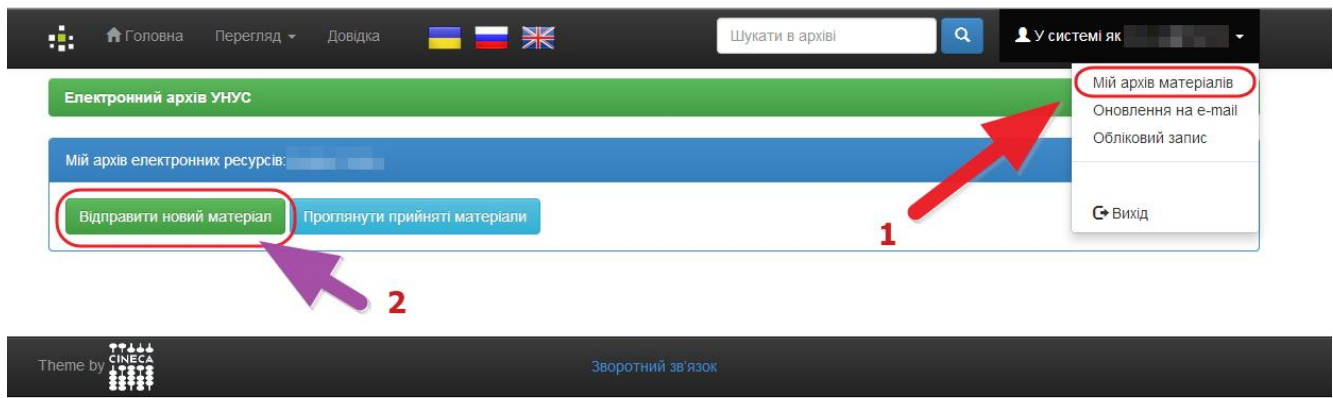 Головна Перегляд Довідка Шукати в архіві У системі як
Мій архів матеріалів
Оновлення на e-mail
Обліковий запис
Вихід
Електронний архів УНУС
Мій архів електронних ресурсів:
Відправити новий матеріал Проглянути прийняті матеріали
1
2
Theme by CINECA Зворотний зв'язок